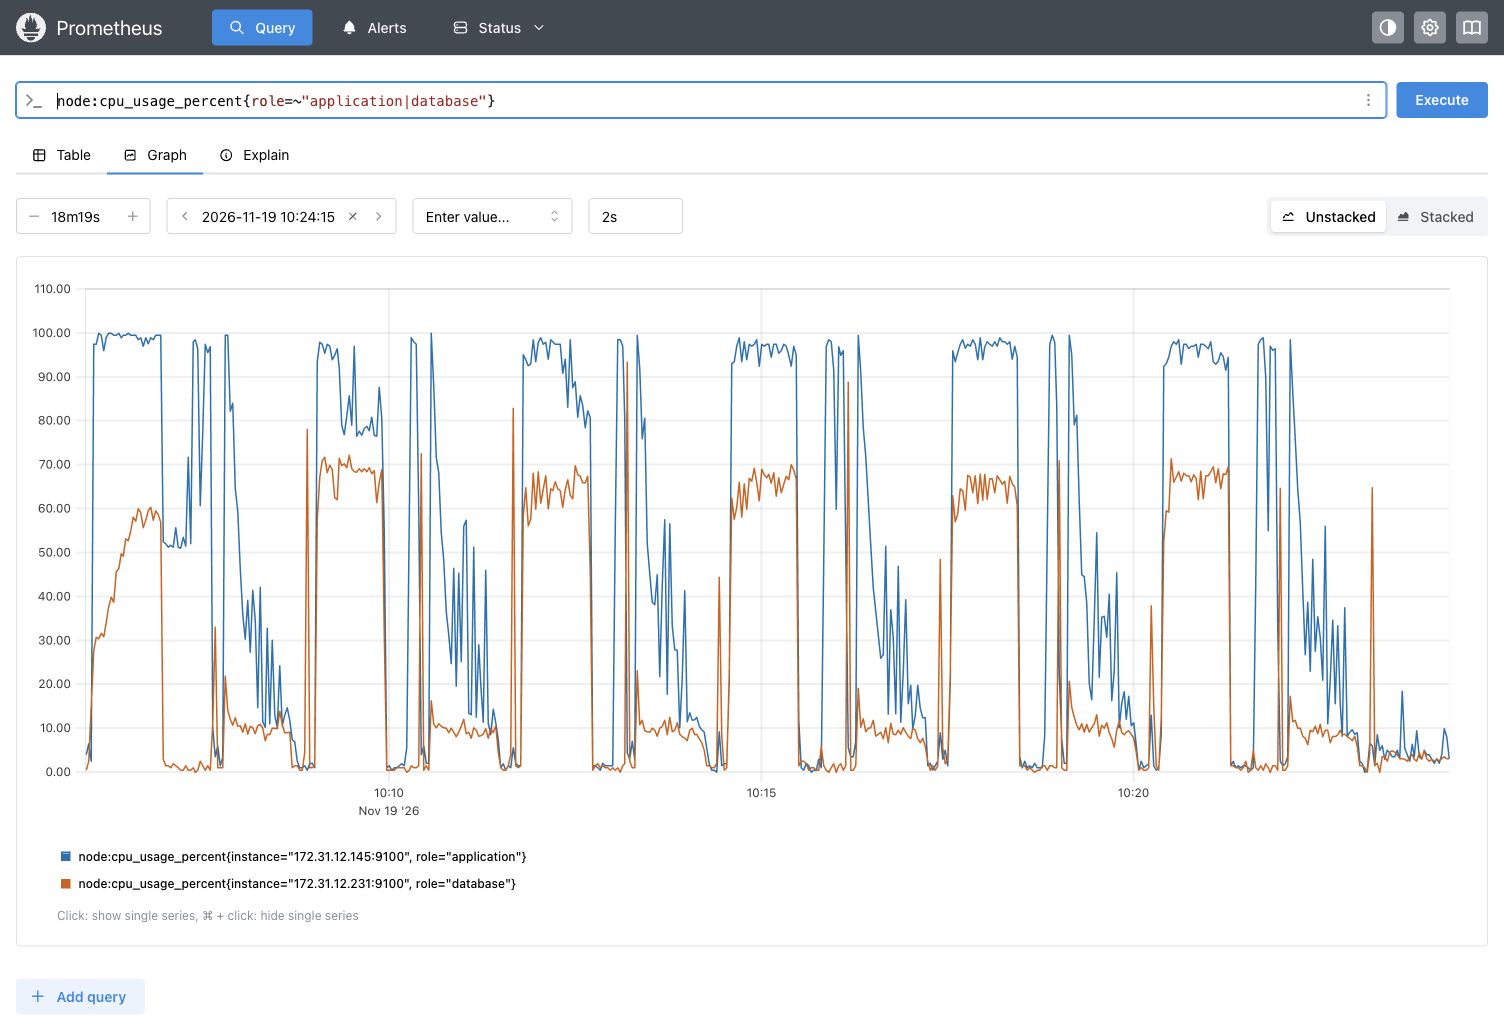 Prometheus Query Alerts Status
node:cpu_usage_percent{role=~"application|database"} Execute
Table Graph Explain
18m19s 2026-11-19 10:24:15 Enter value... 2s Unstacked Stacked
110.00
100.00
90.00
80.00
70.00
60.00
50.00
40.00
30.00
20.00
10.00
0.00
10:10 10:15 10:20
Nov 19 '26
node:cpu_usage_percent{instance="172.31.12.145:9100", role="application"}
node:cpu_usage_percent{instance="172.31.12.231:9100", role="database"}
Click: show single series, ⌘ + click: hide single series
Add query